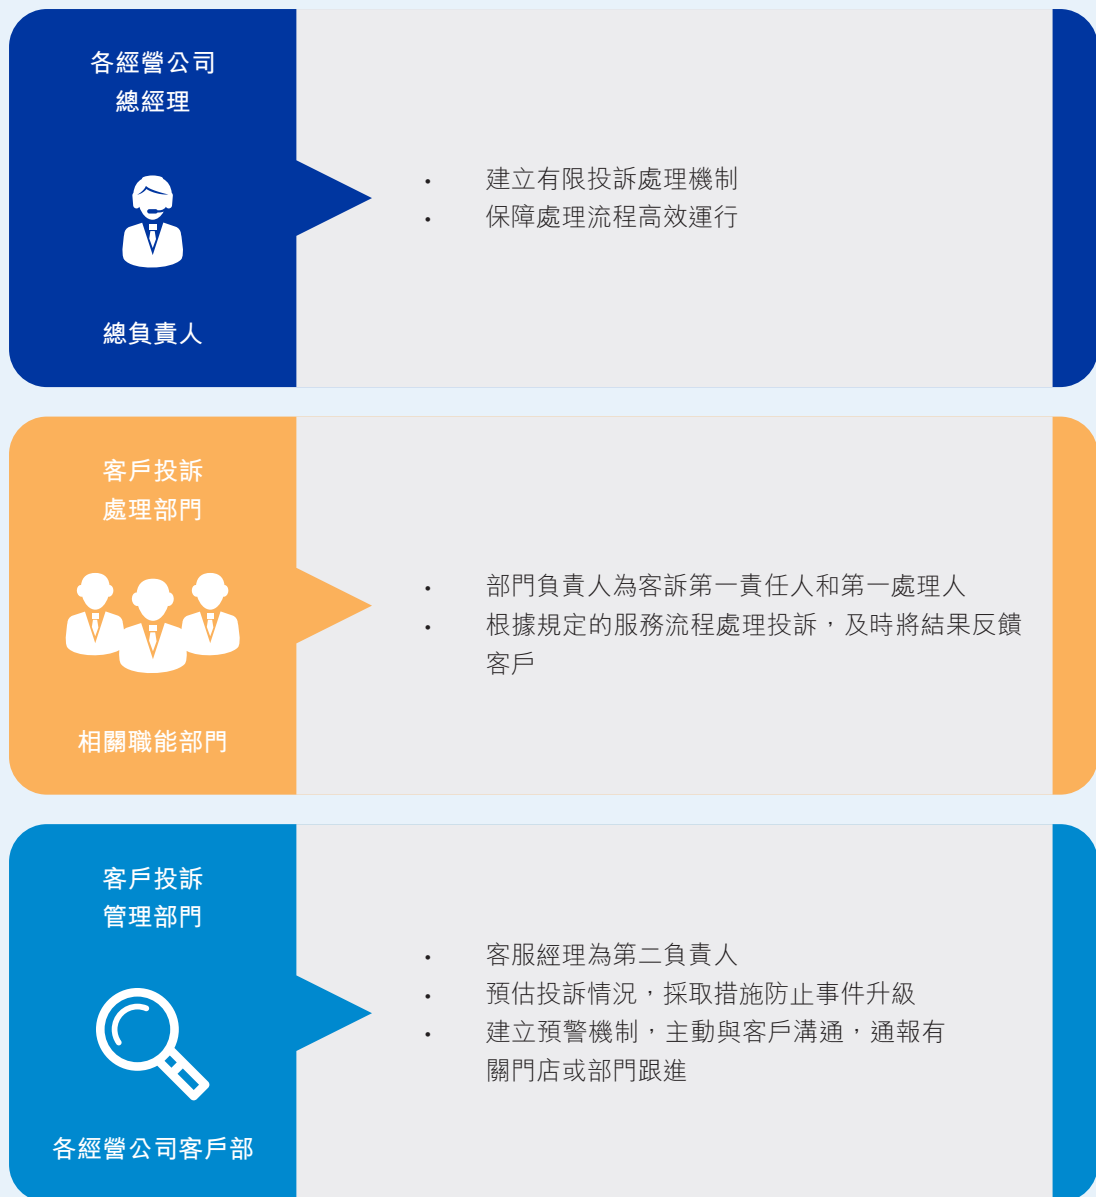 各經營公司
總經理
總負責人
• 建立有限投訴處理機制
• 保障處理流程高效運行
客戶投訴
處理部門
相關職能部門
• 部門負責人為客訴第一責任人和第一處理人
• 根據規定的服務流程處理投訴，及時將結果反饋
客戶
客戶投訴
管理部門
各經營公司客戶部
• 客服經理為第二負責人
• 預估投訴情況，採取措施防止事件升級
• 建立預警機制，主動與客戶溝通，通報有
關門店或部門跟進